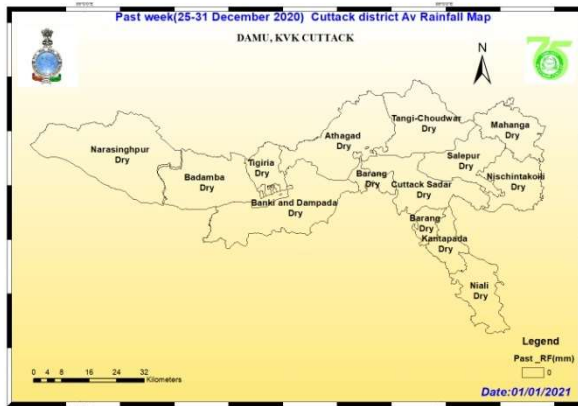 Past week(25-31 December 2020) Cuttack district Av Rainfall Map
DAMU, KVK CUTTACK
N
75
Tangi-Choudwar
Dry
Mahanga
Dry
Athagad
Dry
Narasinghpur
Dry
Salepur
Dry
Tigiria
Dry
Badamba
Dry
Barang
Dry
Nischintakoili
Dry
Cuttack Sadar
Dry
Banki and Dampada
Dry
Barang
Dry
Kantapada
Dry
Niali
Dry
Legend
Past _RF(mm)
0
0 4 8 16 24 32
Kilometers
Date:01/01/2021